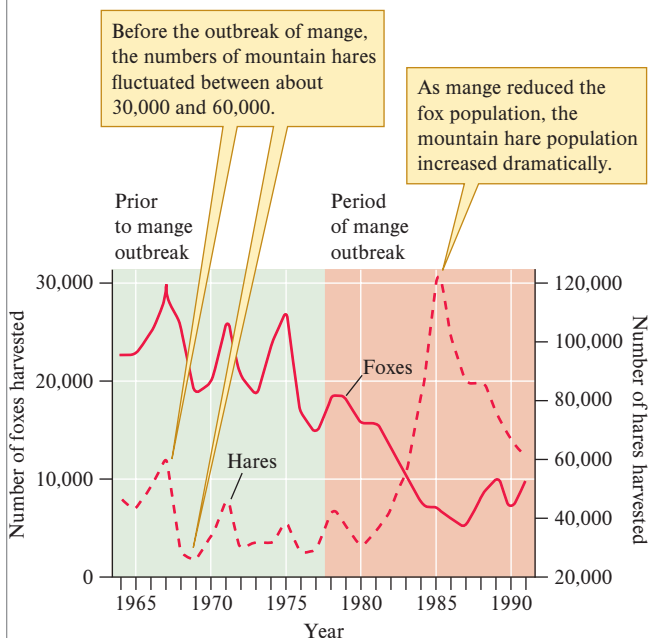 Before the outbreak of mange,
the numbers of mountain hares
fluctuated between about
30,000 and 60,000.
As mange reduced the
fox population, the
mountain hare population
increased dramatically.
Prior
to mange
outbreak
Period
of mange
outbreak
Number of foxes harvested
30,000
20,000
10,000
0
Foxes
Hares
120,000
100,000
80,000
60,000
40,000
20,000
Number of hares harvested
1965
1970
1975
1980
1985
1990
Year